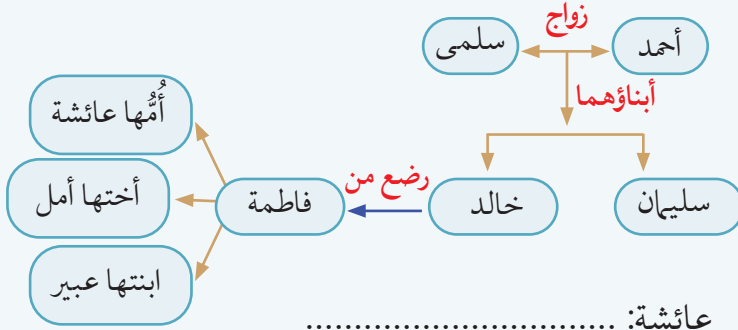 زواج
أحمد
سلمى
أبناؤهما
أُمُّها عائشة
أختها أمل
ابنتها عبير
فاطمة
رضع من
خالد
سليمان
عائشة: ................................